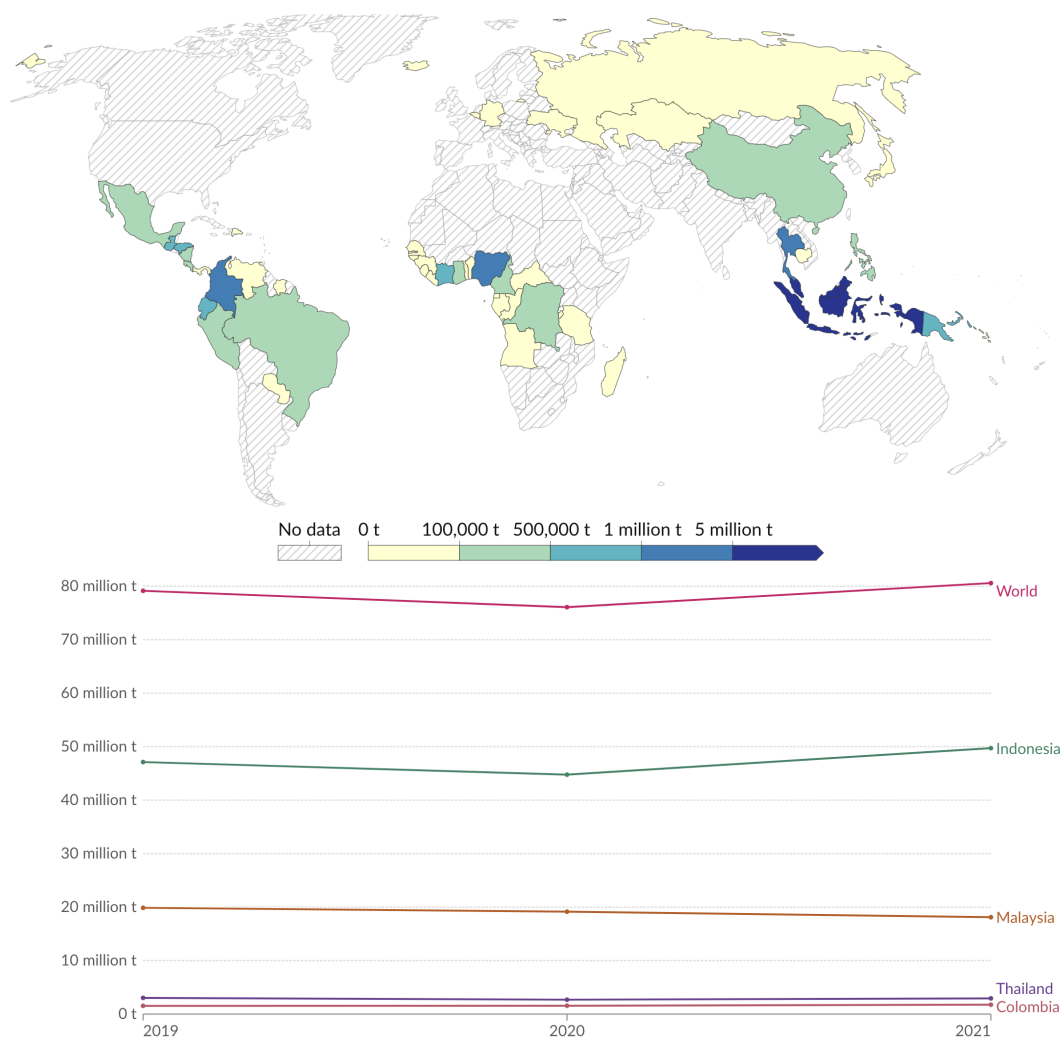 No data 0 t 100,000 t 500,000 t 1 million t 5 million t
80 million t
World
70 million t
60 million t
50 million t
Indonesia
40 million t
30 million t
20 million t
Malaysia
10 million t
Thailand
Colombia
0 t
2019 2020 2021